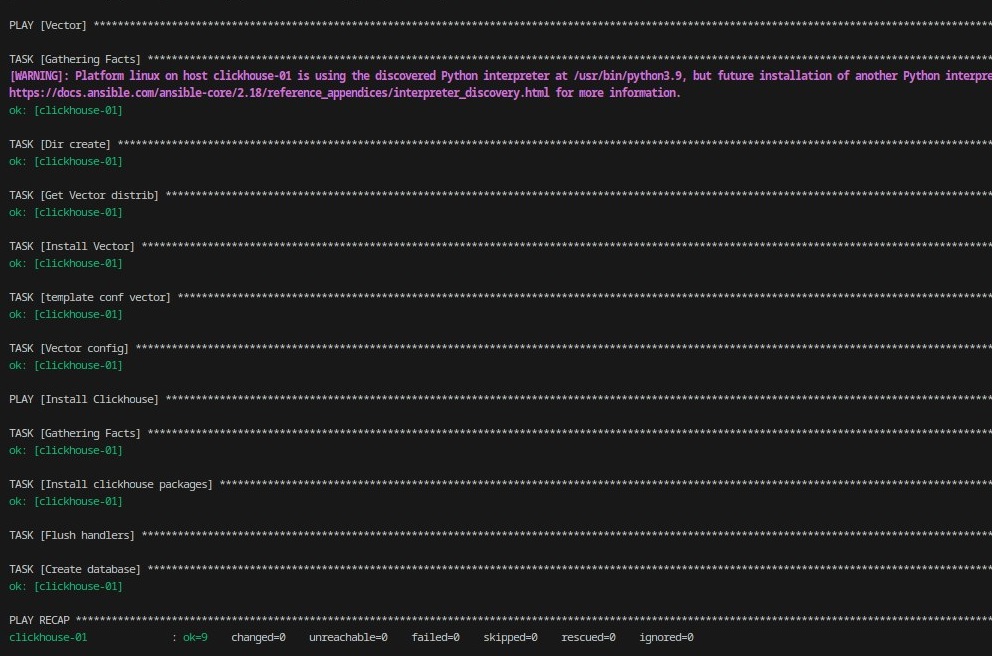 PLAY [Vector] ******************************************************************************************************************************************************
TASK [Gathering Facts] *********************************************************************************************************************************************
[WARNING]: Platform linux on host clickhouse-01 is using the discovered Python interpreter at /usr/bin/python3.9, but future installation of another Python interpre
https://docs.ansible.com/ansible-core/2.18/reference_appendices/interpreter_discovery.html for more information.
ok: [clickhouse-01]
TASK [Dir create] **************************************************************************************************************************************************
ok: [clickhouse-01]
TASK [Get Vector distrib] ******************************************************************************************************************************************
ok: [clickhouse-01]
TASK [Install Vector] **********************************************************************************************************************************************
ok: [clickhouse-01]
TASK [template conf vector] ****************************************************************************************************************************************
ok: [clickhouse-01]
TASK [Vector config] ***********************************************************************************************************************************************
ok: [clickhouse-01]
PLAY [Install Clickhouse] ******************************************************************************************************************************************
TASK [Gathering Facts] *********************************************************************************************************************************************
ok: [clickhouse-01]
TASK [Install clickhouse packages] *********************************************************************************************************************************
ok: [clickhouse-01]
TASK [Flush handlers] **********************************************************************************************************************************************
TASK [Create database] *********************************************************************************************************************************************
ok: [clickhouse-01]
PLAY RECAP *********************************************************************************************************************************************************
clickhouse-01              : ok=9    changed=0    unreachable=0    failed=0    skipped=0    rescued=0    ignored=0